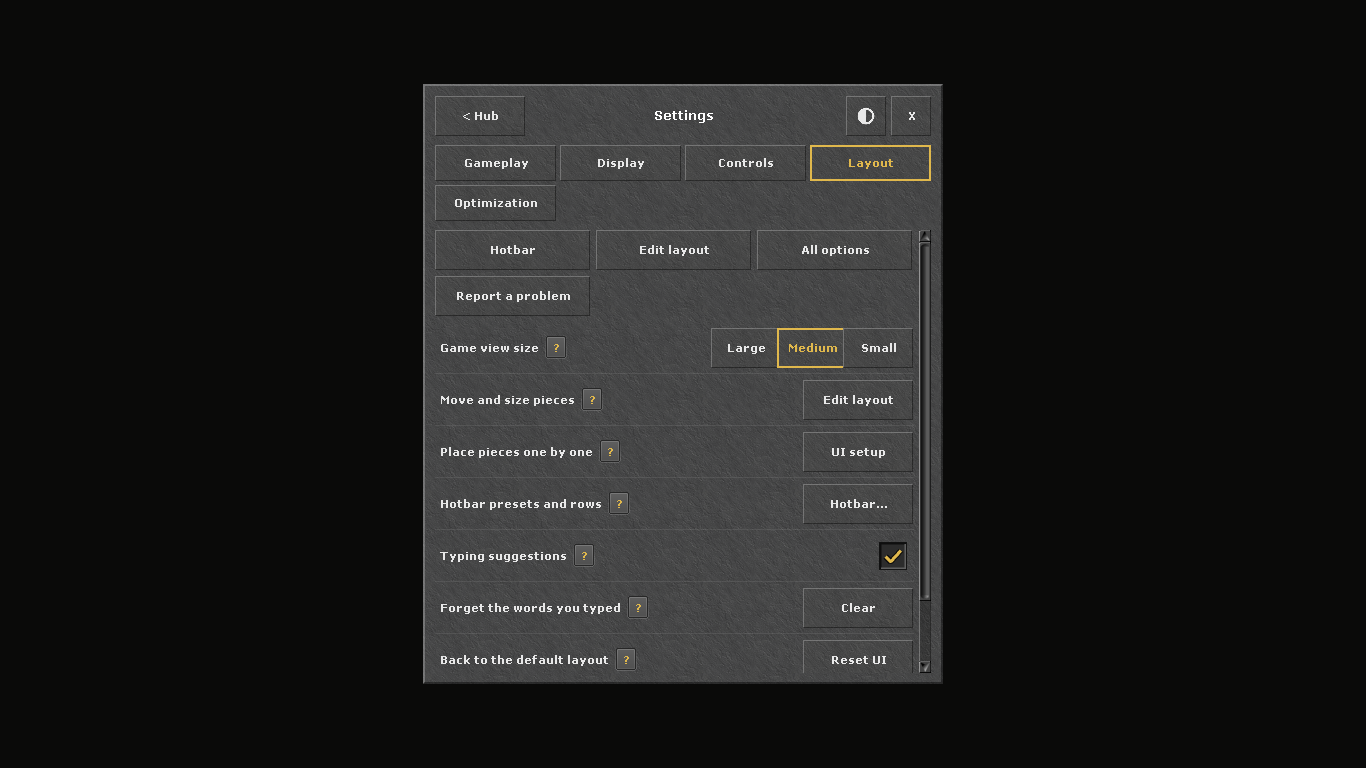 < Hub
Settings
X
Gameplay
Display
Controls
Layout
Optimization
Hotbar
Edit layout
All options
Report a problem
Game view size ?
Large
Medium
Small
Move and size pieces ?
Edit layout
Place pieces one by one ?
UI setup
Hotbar presets and rows ?
Hotbar...
Typing suggestions ?
Forget the words you typed ?
Clear
Back to the default layout ?
Reset UI